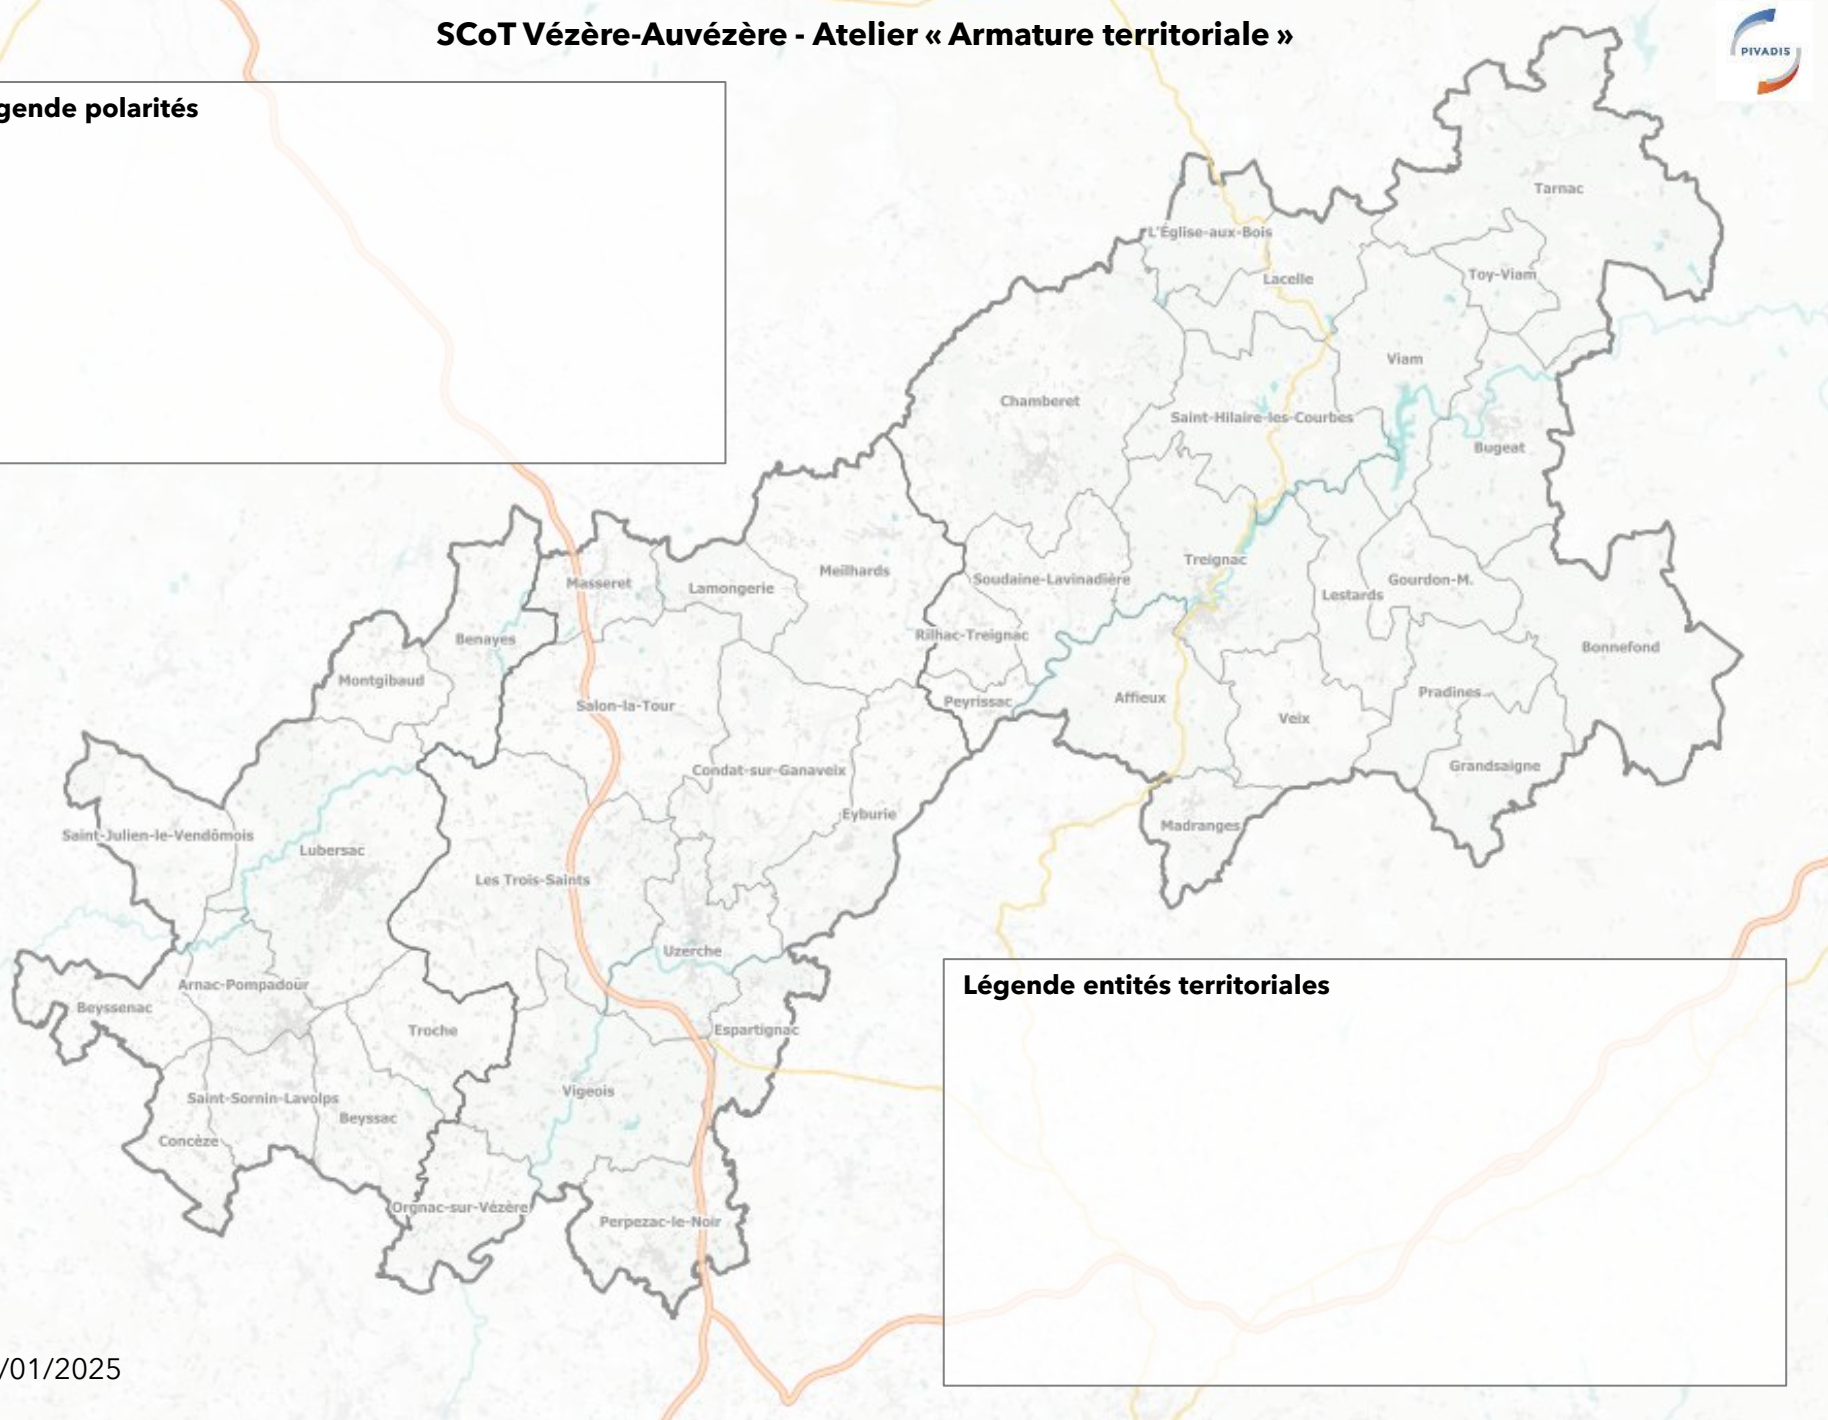 SCoT Vézère-Auvézère - Atelier « Armature territoriale »
PIVADIS
gende polarités
Tarnac
L'Église-aux-Bois
Toy-Viam
Lacelle
Viam
Chamberet
Saint-Hilaire-les-Courbes
Bugeat
Treignac
Meilhards
Soudaine-Lavinadière
Gourdon-M.
Masseret
Lamongerie
Lestards
Benayes
Rilhac-Treignac
Bonnefond
Montgibaud
Pradines
Affieux
Peyrissac
Salon-la-Tour
Veix
Grandsaigne
Condat-sur-Ganaveix
Eyburie
Madranges
Saint-Julien-le-Vendômois
Lubersac
Les Trois-Saints
Uzerche
Arnac-Pompadour
Légende entités territoriales
Beyssenac
Troche
Espartignac
Vigeois
Saint-Sornin-Lavolps
Beyssac
Concèze
Orgnac-sur-Vézère
Perpezac-le-Noir
/01/2025